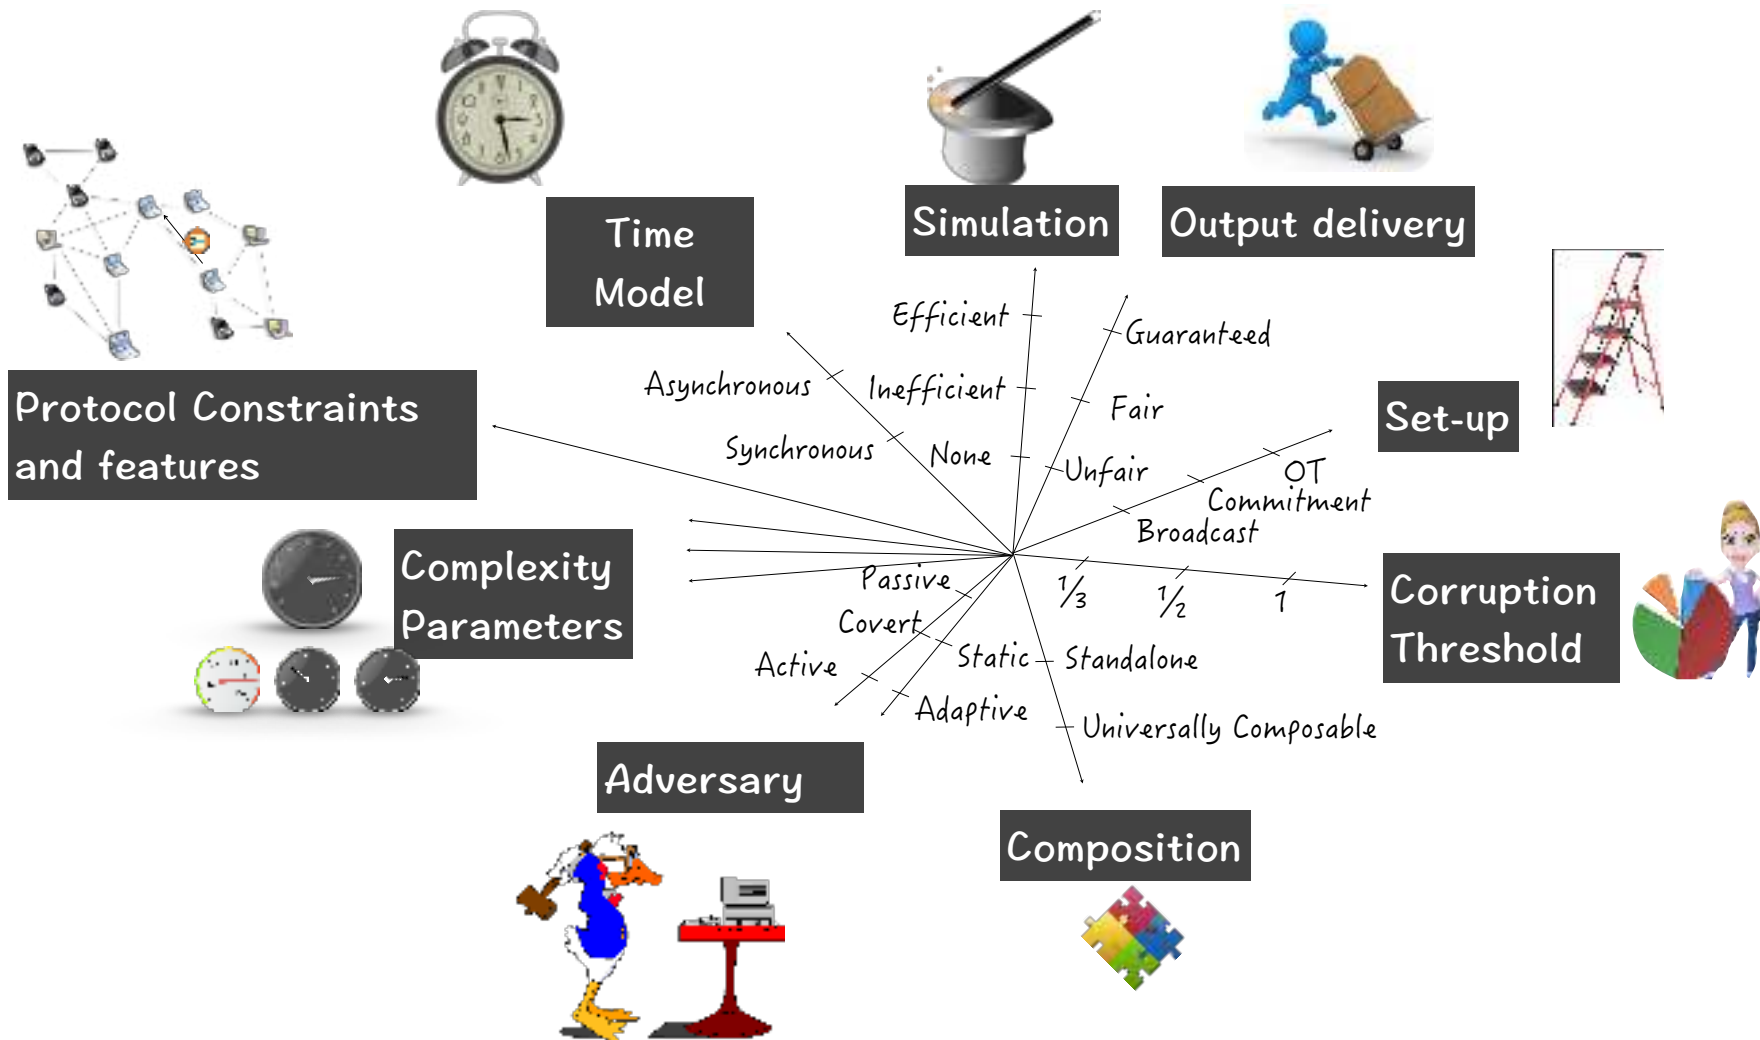 Simulation
Output delivery
Time
Model
Efficient
Guaranteed
Asynchronous
Inefficient
Fair
Set-up
Protocol Constraints
and features
Synchronous
None
Unfair
OT
Commitment
Broadcast
Complexity
Parameters
Passive
1/3
1/2
1
Corruption
Threshold
Covert
Active
Static
Standalone
Adaptive
Universally Composable
Adversary
Composition